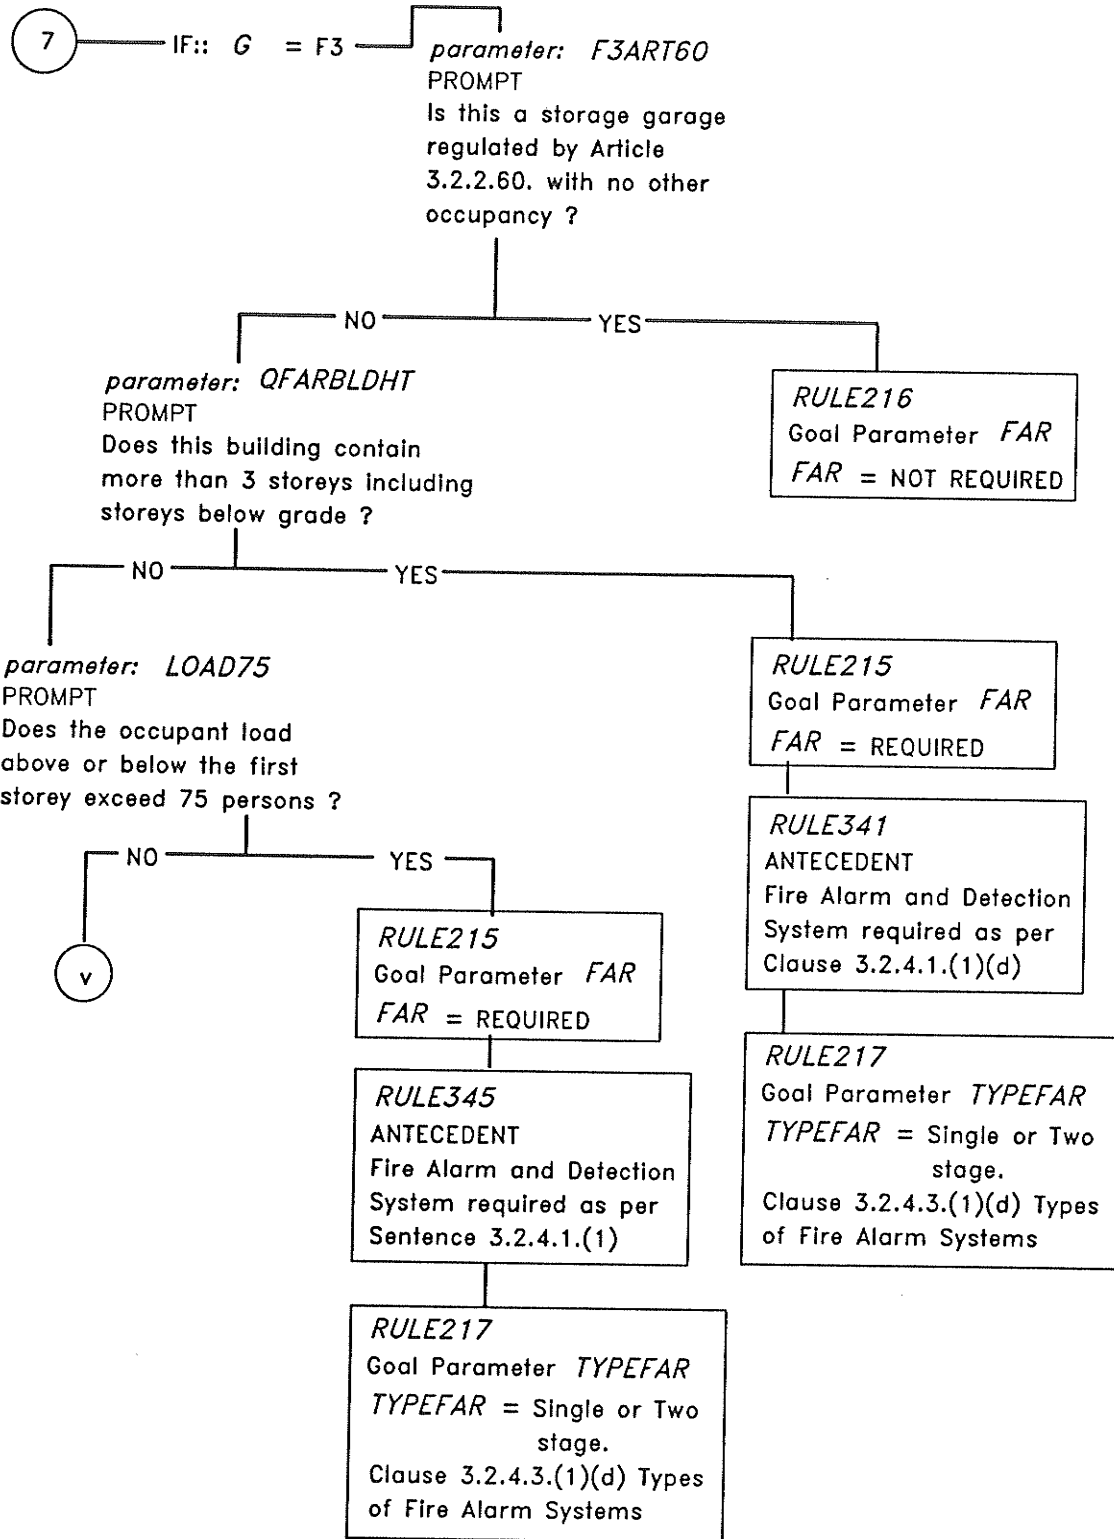 7
IF:: G = F3
parameter: F3ART60
PROMPT
Is this a storage garage
regulated by Article
3.2.2.60. with no other
occupancy ?
NO
YES
parameter: QFARBLDHT
PROMPT
Does this building contain
more than 3 storeys including
storeys below grade ?
RULE216
Goal Parameter FAR
FAR = NOT REQUIRED
NO
YES
parameter: LOAD75
PROMPT
Does the occupant load
above or below the first
storey exceed 75 persons ?
RULE215
Goal Parameter FAR
FAR = REQUIRED
RULE341
ANTECEDENT
Fire Alarm and Detection
System required as per
Clause 3.2.4.1.(1)(d)
RULE217
Goal Parameter TYPEFAR
TYPEFAR = Single or Two
stage.
Clause 3.2.4.3.(1)(d) Types
of Fire Alarm Systems
NO
YES
v
RULE215
Goal Parameter FAR
FAR = REQUIRED
RULE345
ANTECEDENT
Fire Alarm and Detection
System required as per
Sentence 3.2.4.1.(1)
RULE217
Goal Parameter TYPEFAR
TYPEFAR = Single or Two
stage.
Clause 3.2.4.3.(1)(d) Types
of Fire Alarm Systems